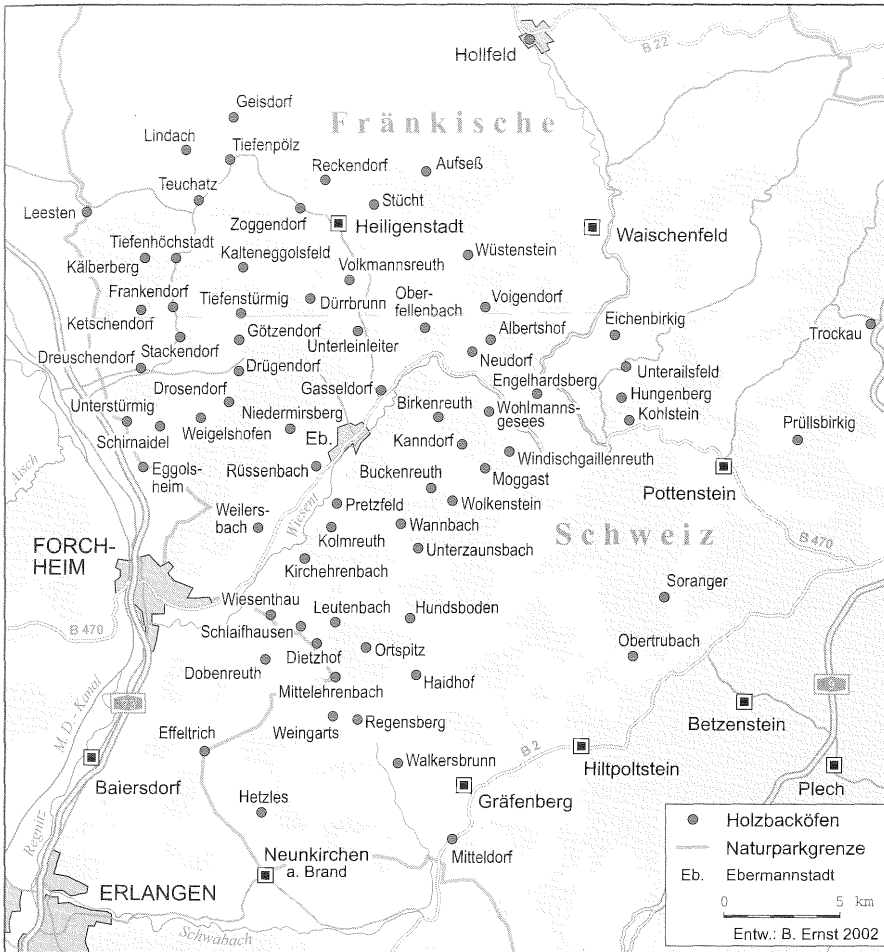 Hollfeld
B 22
Geisdorf
Fränkische
Lindach
Tiefenpölz
Reckendorf
Aufseß
Teuchatz
Stücht
Leesten
Zoggendorf
Heiligenstadt
Waischenfeld
Tiefenhöchstadt
Kälberberg
Kalteneggolsfeld
Wüstenstein
Volkmannsreuth
Frankendorf
Tiefenstürmig
Dürrbrunn
Ober-
fellenbach
Voigendorf
Ketschendorf
Götzendorf
Unterleinleiter
Albertshof
Eichenbirkig
Trockau
Stackendorf
Dreuschendorf
Drügendorf
Neudorf
Unterailsfeld
Gasseldorf
Engelhardsberg
Hungenberg
Drosendorf
Unterstürmig
Niedermirsberg
Birkenreuth
Wohlmanns-
gesees
Kohlstein
Prüllsbirkig
Schirnaidel
Weigelshofen
Eb.
Kanndorf
Windischgaillenreuth
Aisch
Eggols-
heim
Rüssenbach
Buckenreuth
Moggast
Pottenstein
Weilers-
bach
Wiesent
Pretzfeld
Wolkenstein
Wannbach
Schweiz
B 470
FORCH-
HEIM
Kolmreuth
Unterzaunsbach
Kirchehrenbach
Soranger
Wiesenthau
Leutenbach
Hundsboden
B 470
Schlaifhausen
Obertrubach
Dietzhof
Ortspitz
Dobenreuth
Mittelehrenbach
Haidhof
M. D - Kanal
73
9
Effeltrich
Weingarts
Regensberg
Betzenstein
B 2
Walkersbrunn
Hiltpoltstein
Baiersdorf
Plech
Gräfenberg
Hetzles
Regnitz
Mitteldorf
Neunkirchen
a. Brand
ERLANGEN
Schwabach
Holzbacköfen
Naturparkgrenze
Eb. Ebermannstadt
0 5 km
Entw.: B. Ernst 2002